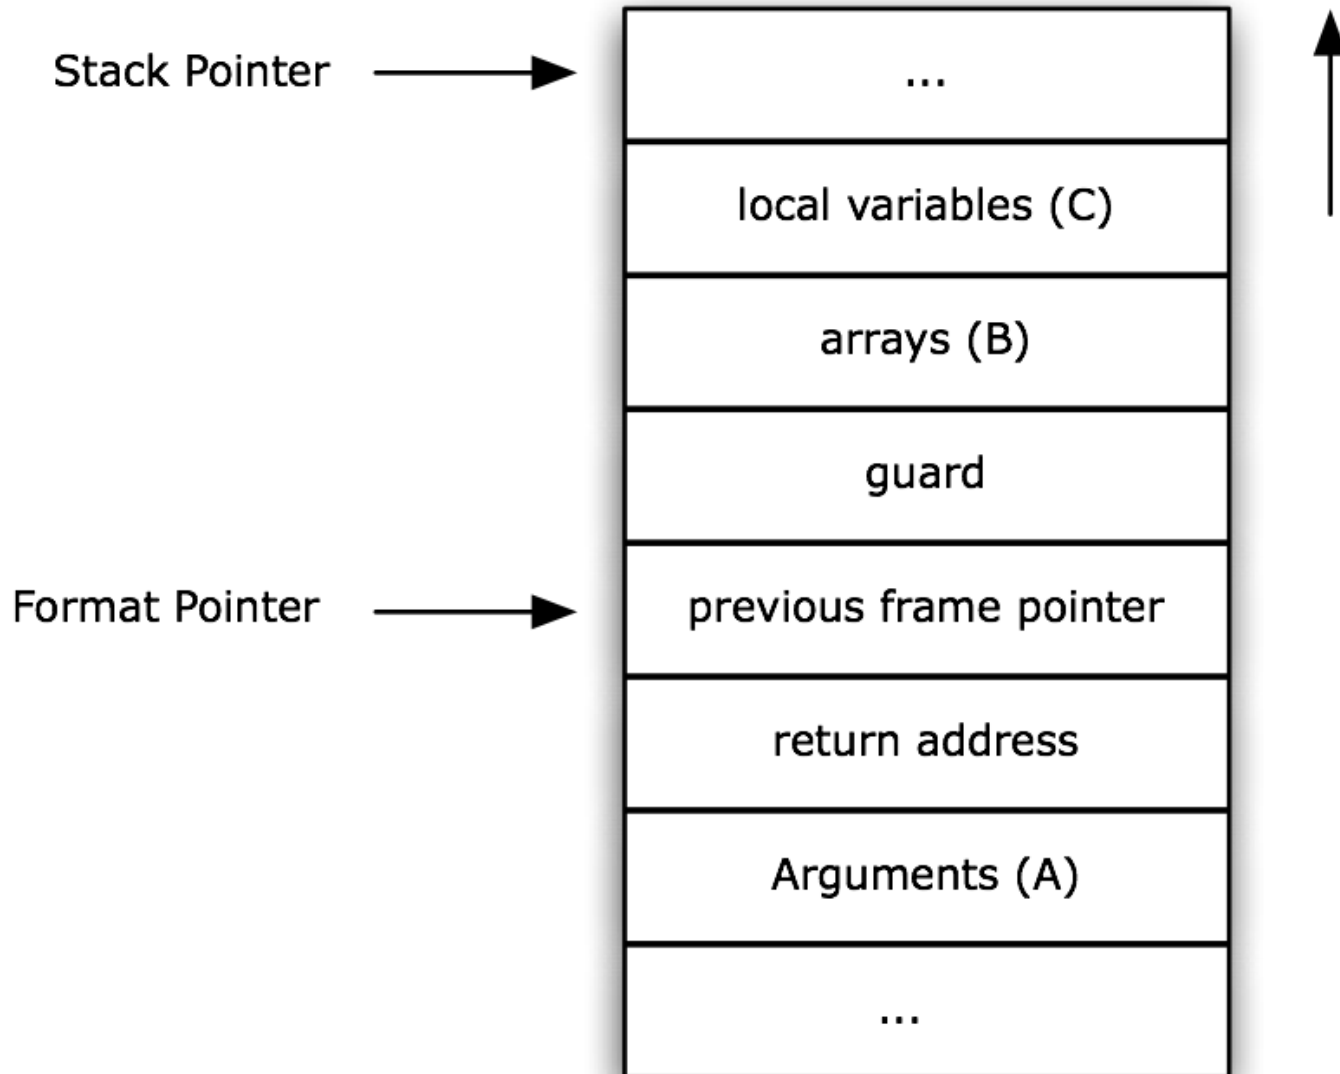 Stack Pointer
...
local variables (C)
arrays (B)
guard
Format Pointer
previous frame pointer
return address
Arguments (A)
...